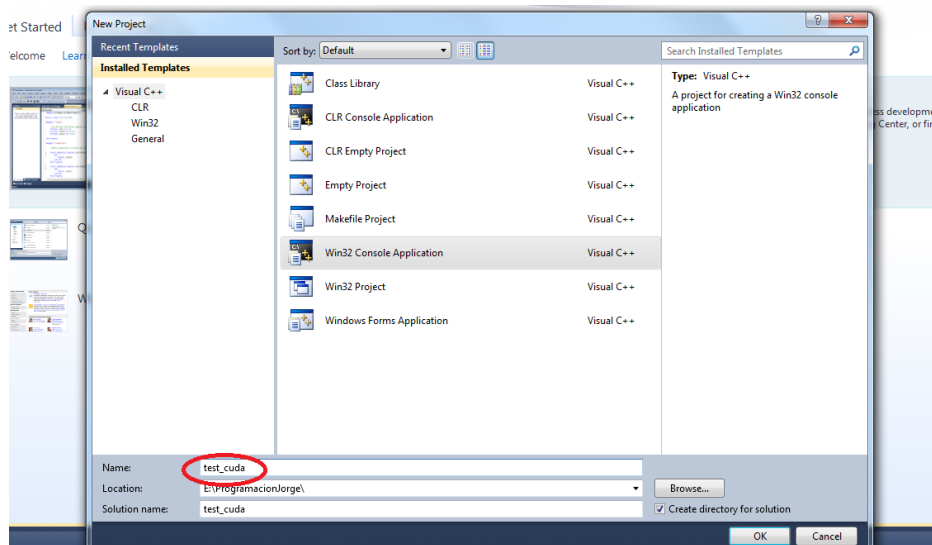 et Started
elcome Learn
New Project
Recent Templates
Installed Templates
Visual C++
CLR
Win32
General
Sort by: Default
Search Installed Templates
Class Library Visual C++
CLR Console Application Visual C++
CLR Empty Project Visual C++
Empty Project Visual C++
Makefile Project Visual C++
Win32 Console Application Visual C++
Win32 Project Visual C++
Windows Forms Application Visual C++
Type: Visual C++
A project for creating a Win32 console
application
ss developme
Center, or fin
Q
W
Name: test_cuda
Location: E:\ProgramacionJorge\
Browse...
Solution name: test_cuda
Create directory for solution
OK Cancel